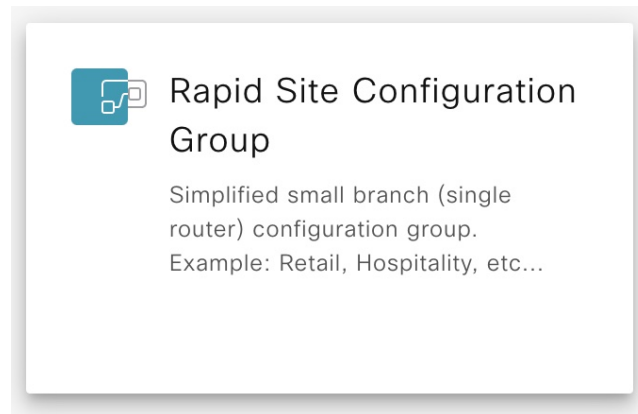 Rapid Site Configuration
Group
Simplified small branch (single
router) configuration group.
Example: Retail, Hospitality, etc...